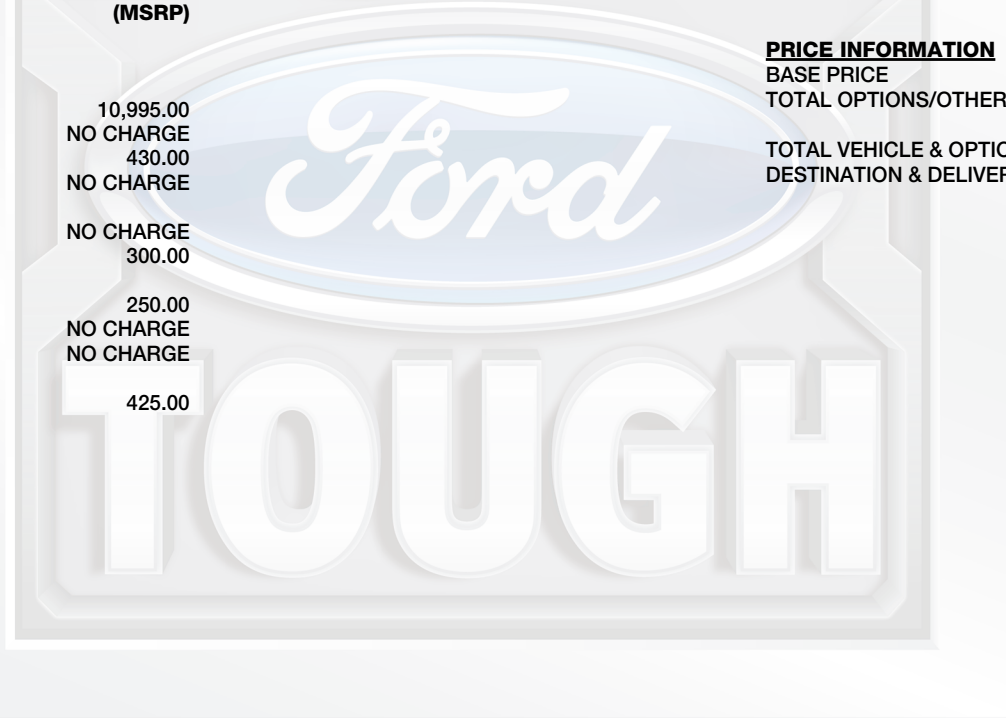 (MSRP)
10,995.00
NO CHARGE
430.00
NO CHARGE
NO CHARGE
300.00
250.00
NO CHARGE
NO CHARGE
425.00
PRICE INFORMATION
BASE PRICE
TOTAL OPTIONS/OTHER
TOTAL VEHICLE & OPTIO
DESTINATION & DELIVER
Ford
TOUGH